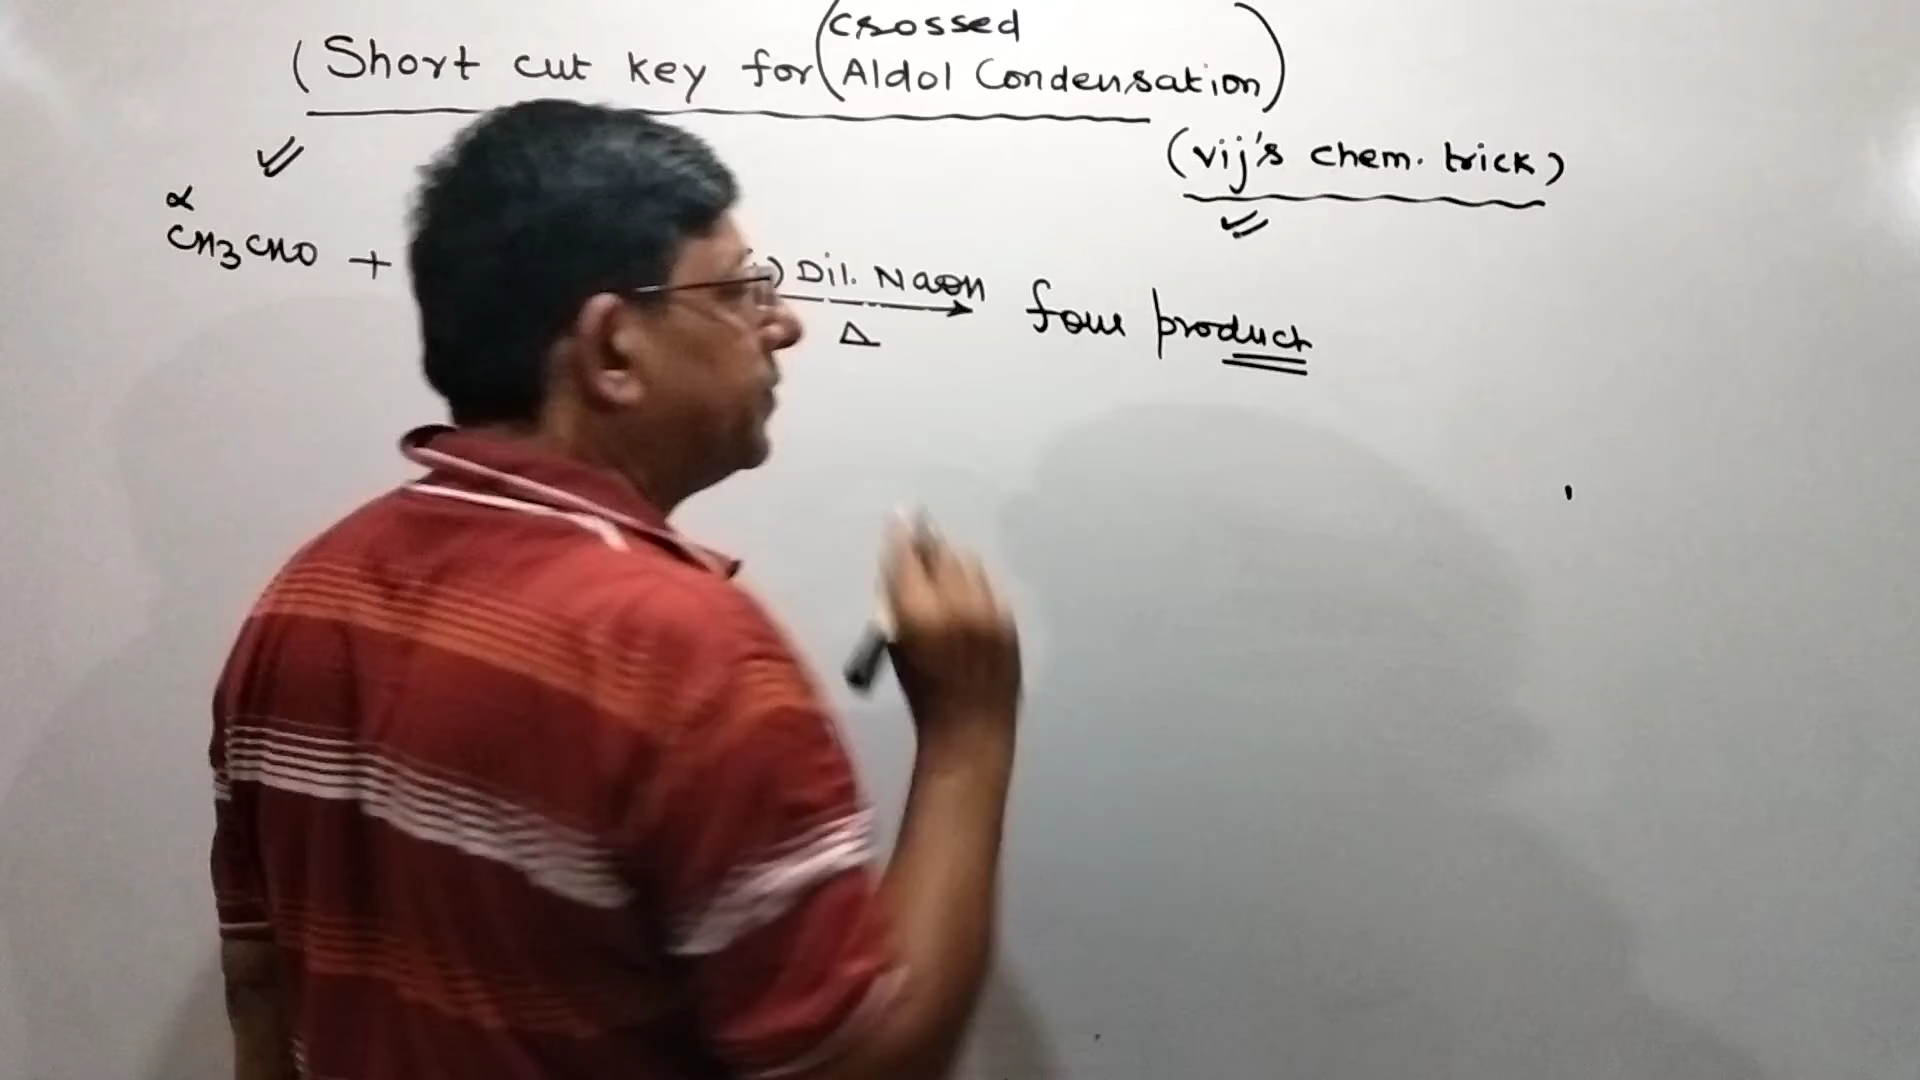 (Short cut key for (crossed
Aldol Condensation)
(vij's chem. trick)
α
CH3CHO +
) Dil. NaOH
Δ
four product